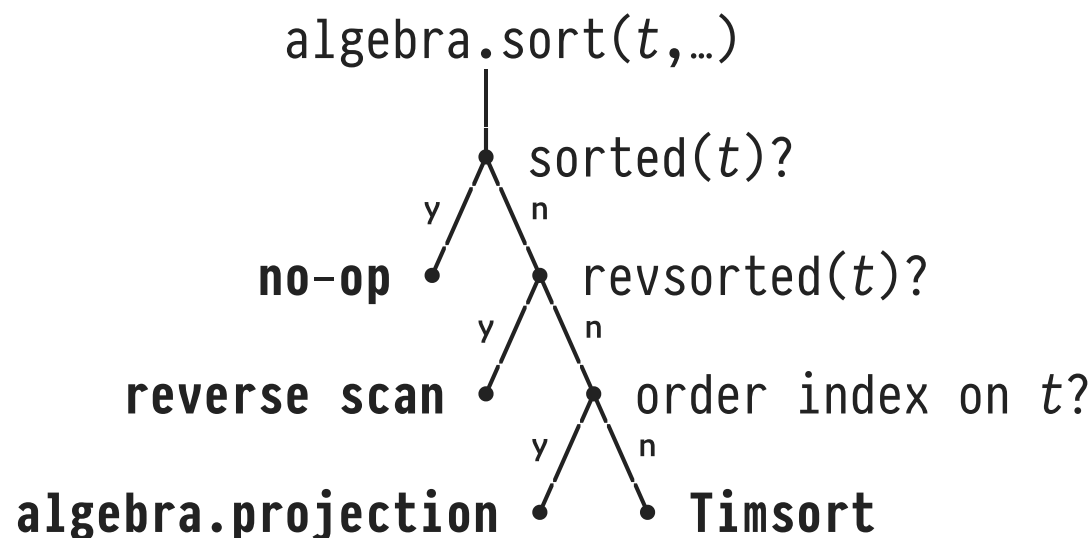 algebra.sort(t,…)
sorted(t)?
y n
no-op revsorted(t)?
y n
reverse scan order index on t?
y n
algebra.projection Timsort